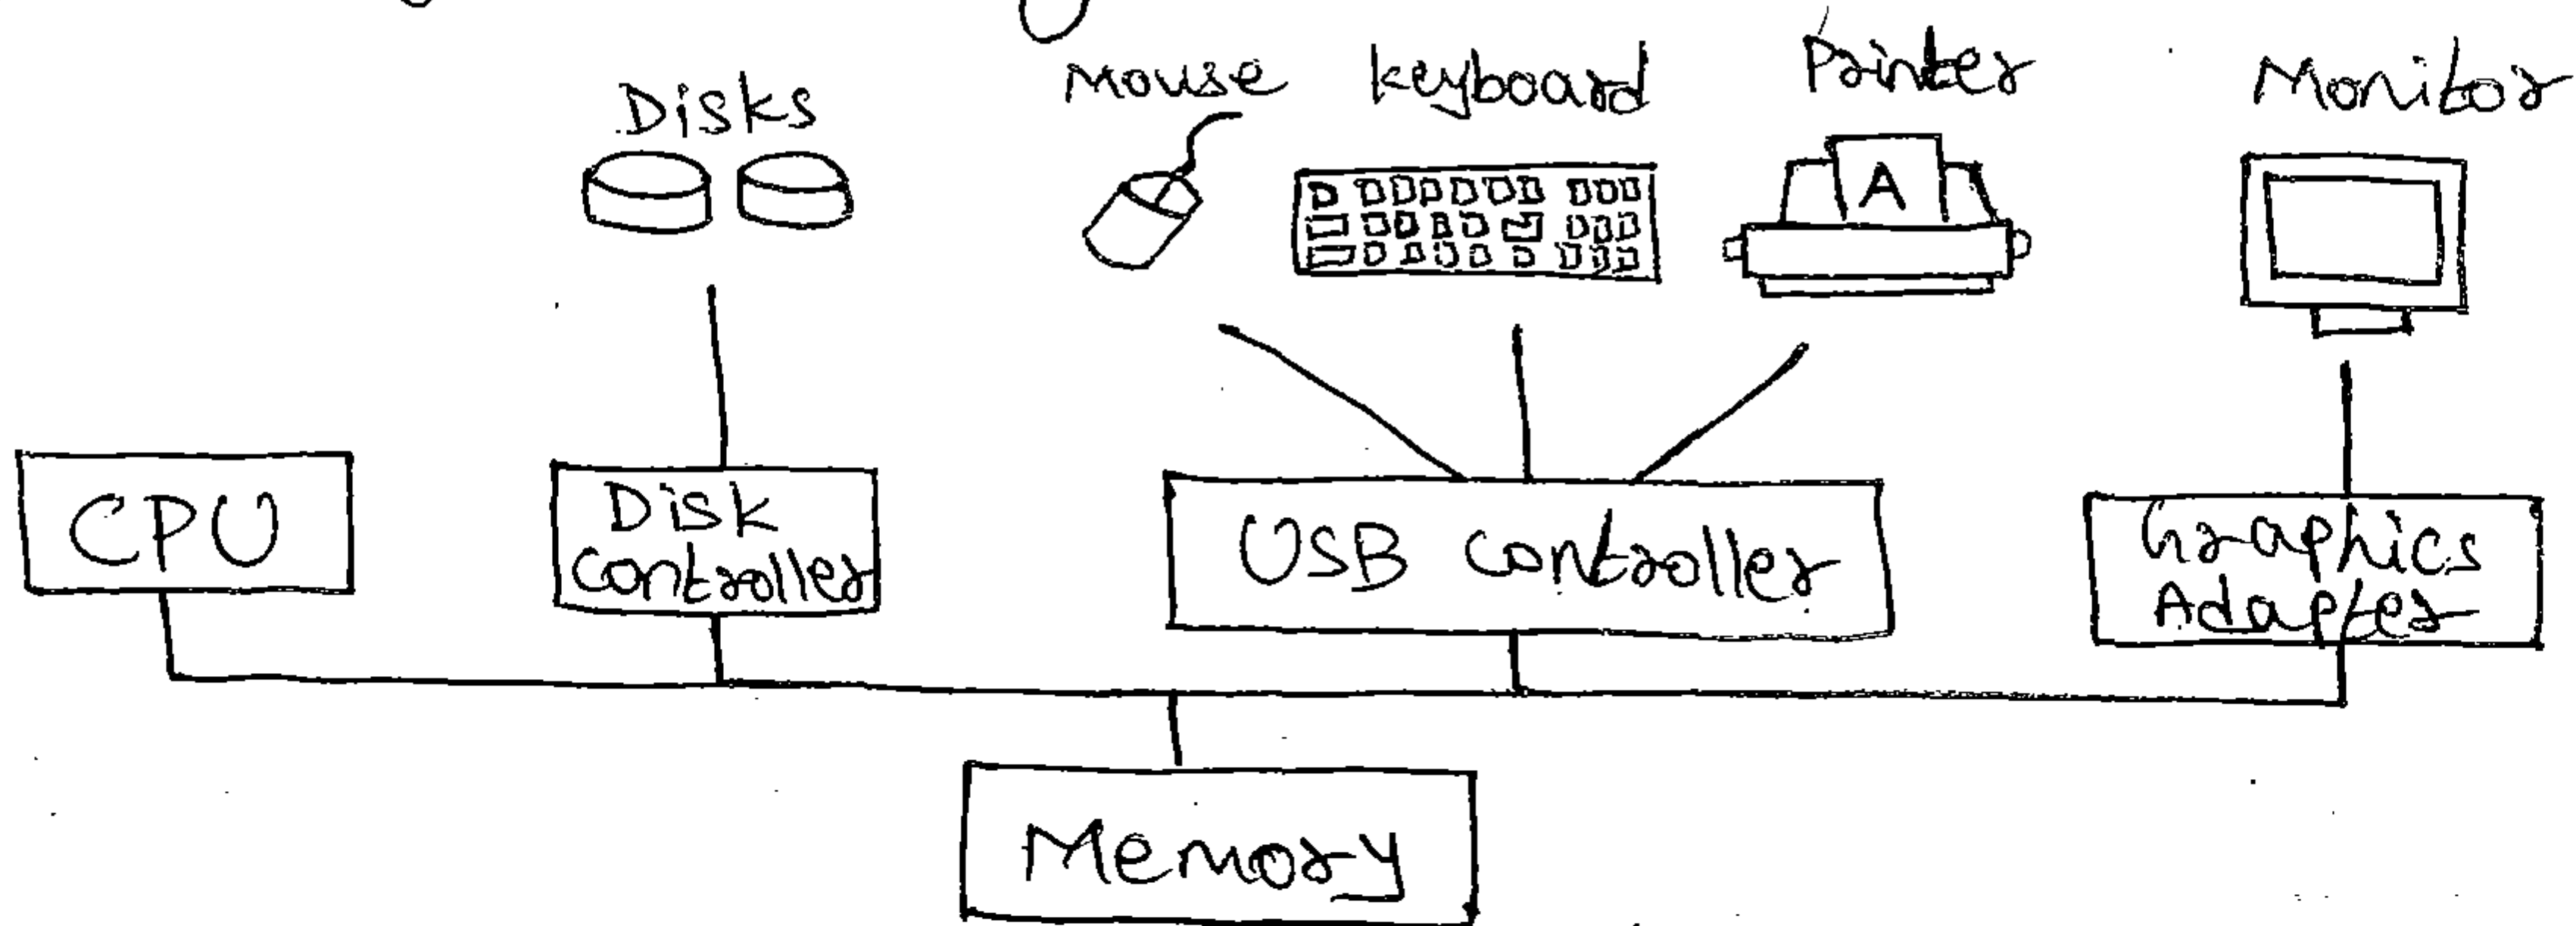 Disks
Mouse
keyboard
Printer
Monitor
A
CPU
Disk
Controller
USB Controller
Graphics
Adapter
Memory